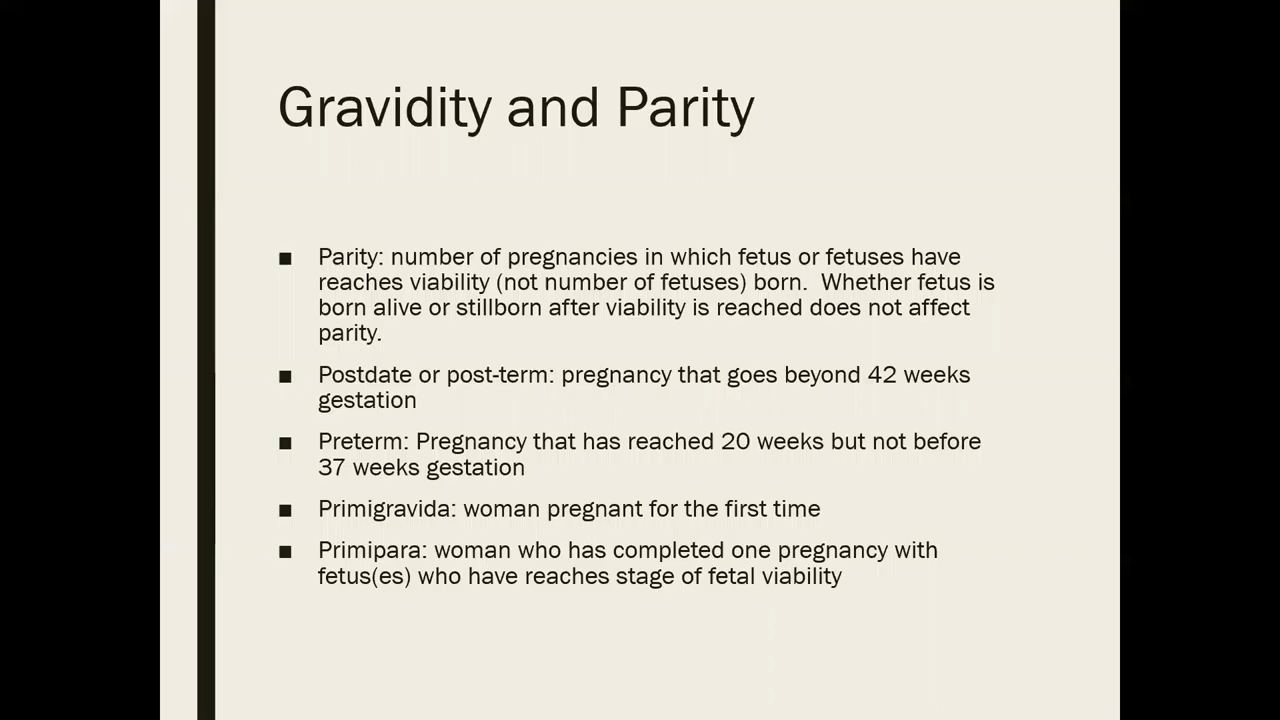 Gravidity and Parity
■ Parity: number of pregnancies in which fetus or fetuses have
reaches viability (not number of fetuses) born.  Whether fetus is
born alive or stillborn after viability is reached does not affect
parity.
■ Postdate or post-term: pregnancy that goes beyond 42 weeks
gestation
■ Preterm: Pregnancy that has reached 20 weeks but not before
37 weeks gestation
■ Primigravida: woman pregnant for the first time
■ Primipara: woman who has completed one pregnancy with
fetus(es) who have reaches stage of fetal viability